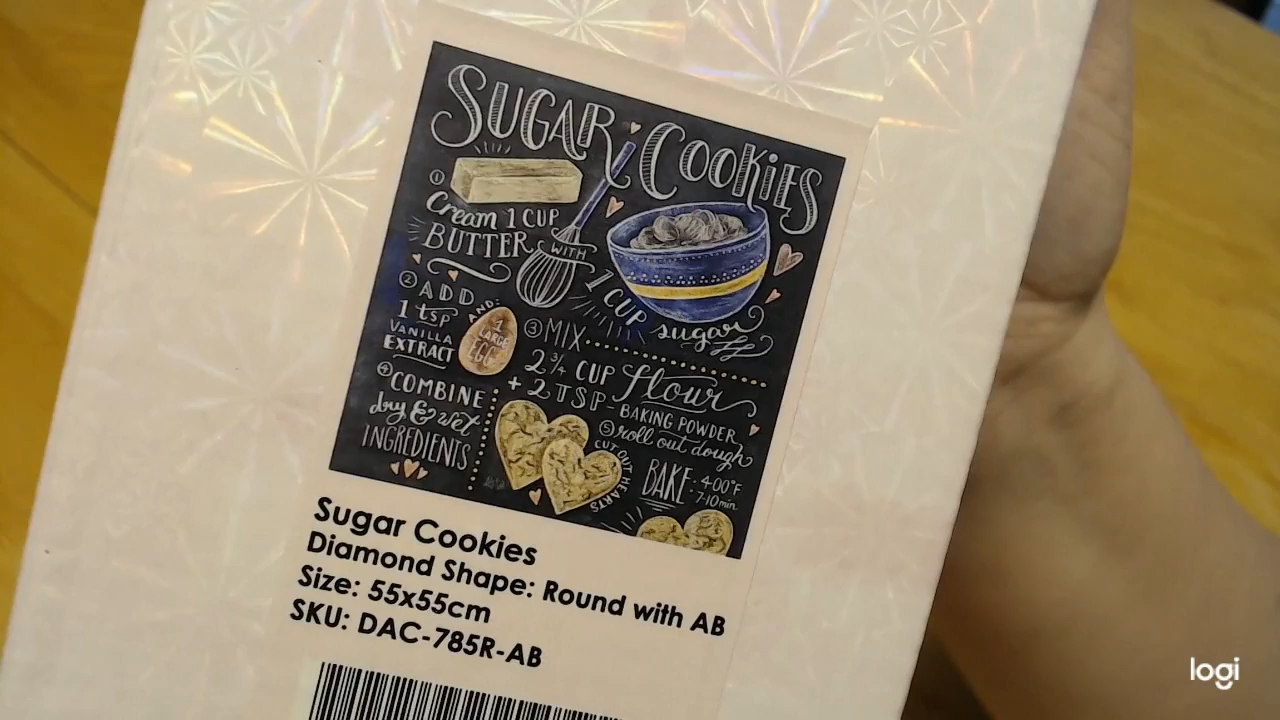 SUGAR COOKIES
① Cream 1 CUP
BUTTER WITH
1 CUP sugar
② ADD
1 tsp
VANILLA
EXTRACT
AND:
1
LARGE
EGG
③ MIX
2 3/4 CUP flour
+ 2 TSP- BAKING POWDER
④ COMBINE
dry & wet
INGREDIENTS
⑤ roll out dough
CUT OUT HEARTS
BAKE: 400°F
7-10 min
Sugar Cookies
Diamond Shape: Round with AB
Size: 55x55cm
SKU: DAC-785R-AB
logi